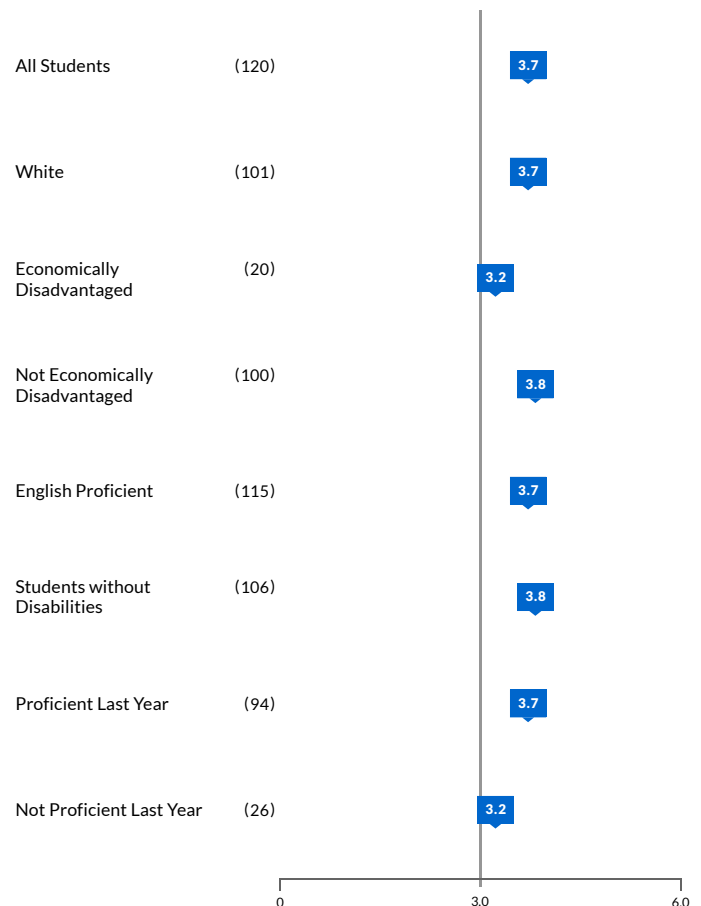 All Students (120) 3.7
White (101) 3.7
Economically (20)
Disadvantaged
3.2
Not Economically (100)
Disadvantaged
3.8
English Proficient (115) 3.7
Students without (106)
Disabilities
3.8
Proficient Last Year (94) 3.7
Not Proficient Last Year (26) 3.2
0 3.0 6.0